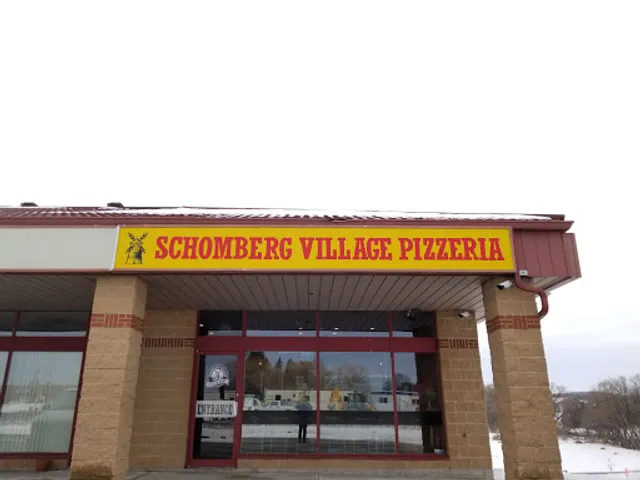 SCHOMBERG VILLAGE PIZZERIA
ENTRANCE